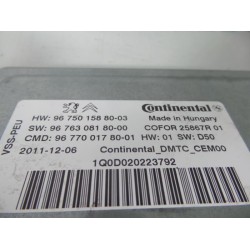 Continental
Made in Hungary
HW: 96 750 158 80-03 COFOR 25867R 01
SW: 96 763 081 80-00 HW: 01 SW: D50
CMD: 96 770 017 80-01
2011-12-06 Continental_DMTC_CEM00
1Q0D020223792
VSS-PEU